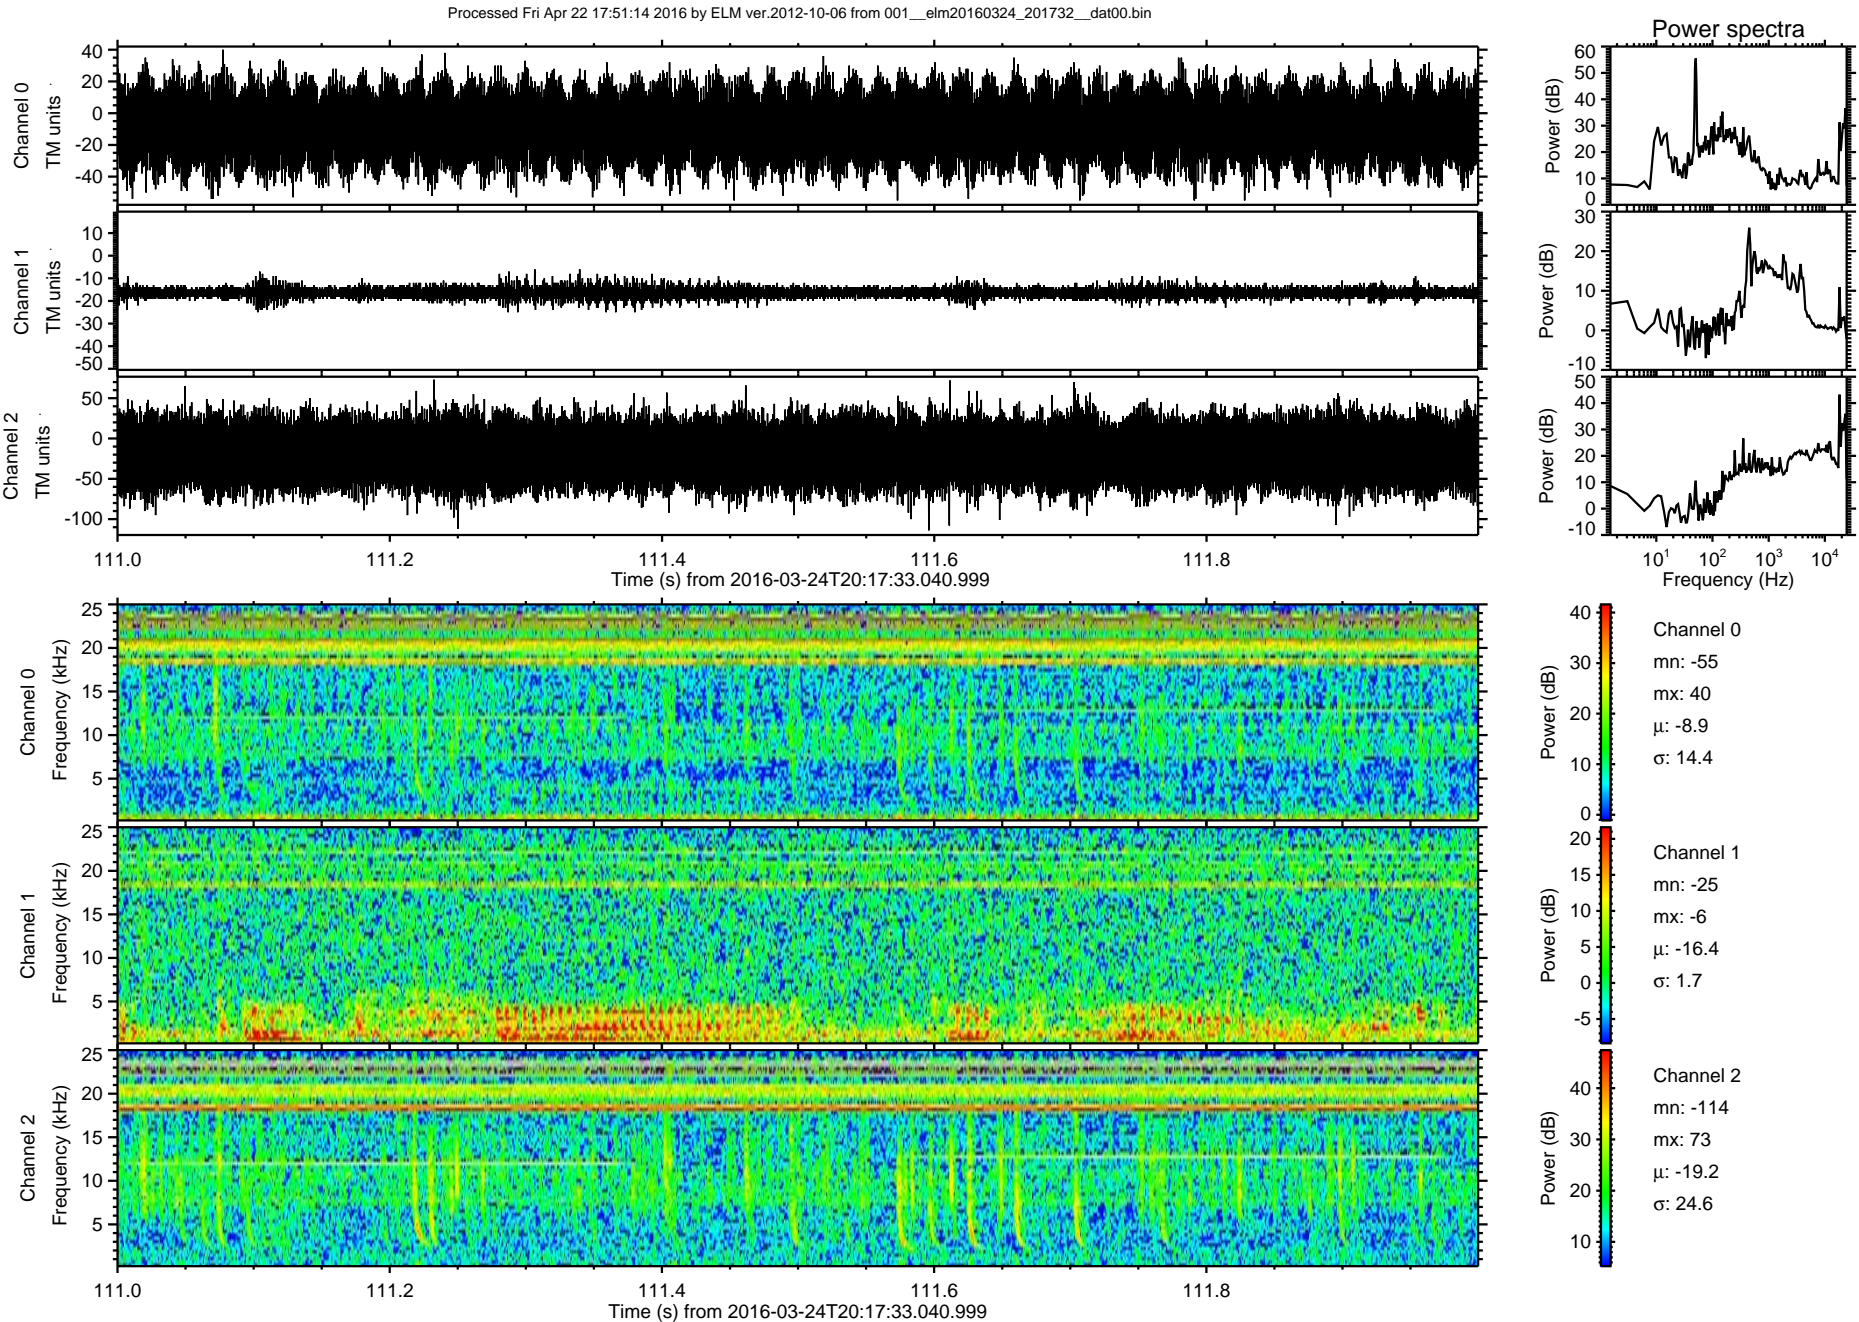 Processed Fri Apr 22 17:51:14 2016 by ELM ver.2012-10-06 from 001__elm20160324_201732__dat00.bin
Power spectra
Channel 0
TM units
40
20
0
-20
-40
Power (dB)
60
50
40
30
20
10
0
Channel 1
TM units
10
0
-10
-20
-30
-40
-50
Power (dB)
30
20
10
0
-10
Channel 2
TM units
50
0
-50
-100
Power (dB)
50
40
30
20
10
0
-10
111.0 111.2 111.4 111.6 111.8
Time (s) from 2016-03-24T20:17:33.040.999
10^1 10^2 10^3 10^4
Frequency (Hz)
Channel 0
Frequency (kHz)
25
20
15
10
5
Power (dB)
40
30
20
10
0
Channel 0
mn: -55
mx: 40
μ: -8.9
σ: 14.4
Channel 1
Frequency (kHz)
25
20
15
10
5
Power (dB)
20
15
10
5
0
-5
Channel 1
mn: -25
mx: -6
μ: -16.4
σ: 1.7
Channel 2
Frequency (kHz)
25
20
15
10
5
Power (dB)
40
30
20
10
Channel 2
mn: -114
mx: 73
μ: -19.2
σ: 24.6
111.0 111.2 111.4 111.6 111.8
Time (s) from 2016-03-24T20:17:33.040.999